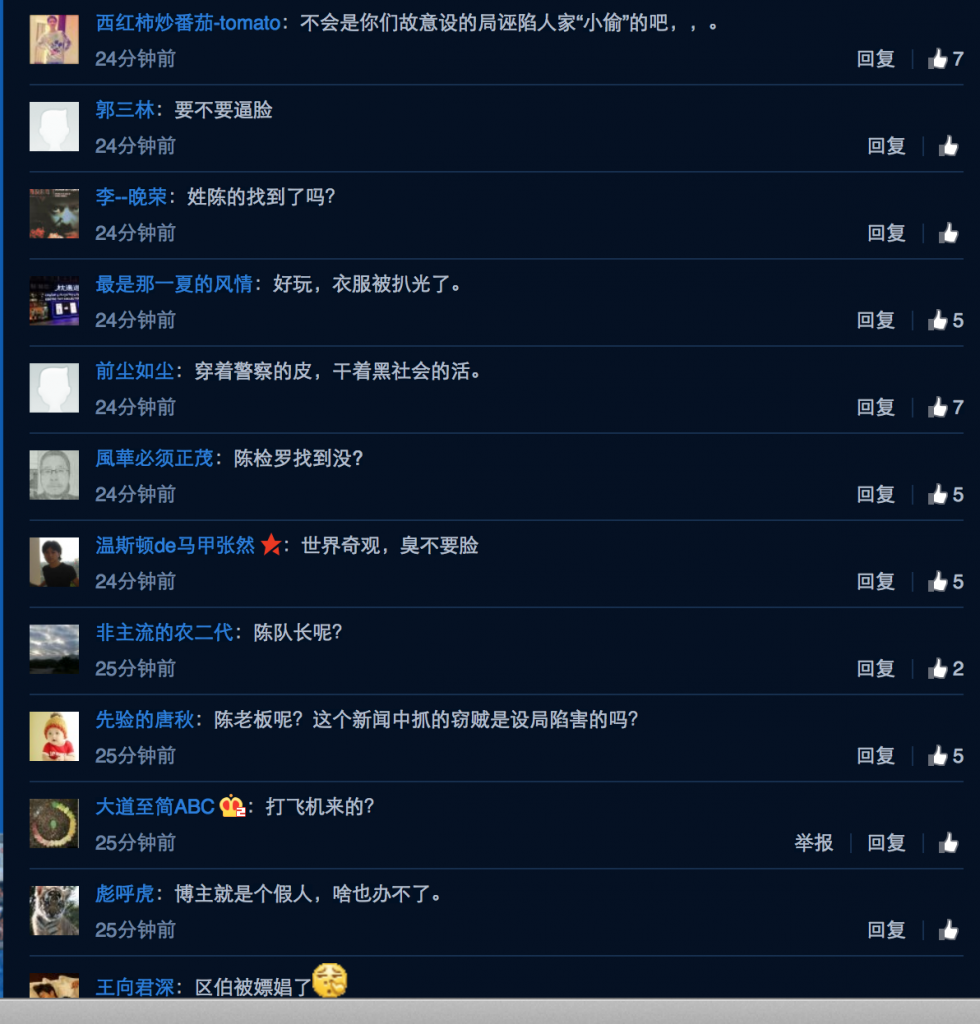 西红柿炒番茄-tomato：不会是你们故意设的局诬陷人家“小偷”的吧，，。
24分钟前 回复 7
郭三林：要不要逼脸
24分钟前 回复
李--晚荣：姓陈的找到了吗？
24分钟前 回复
最是那一夏的风情：好玩，衣服被扒光了。
24分钟前 回复 5
前尘如尘：穿着警察的皮，干着黑社会的活。
24分钟前 回复 7
風華必须正茂：陈检罗找到没？
24分钟前 回复 5
温斯顿de马甲张然：世界奇观，臭不要脸
24分钟前 回复 5
非主流的农二代：陈队长呢？
25分钟前 回复 2
先验的唐秋：陈老板呢？这个新闻中抓的窃贼是设局陷害的吗？
25分钟前 回复 5
大道至简ABC 2：打飞机来的？
25分钟前 举报 回复
彪呼虎：博主就是个假人，啥也办不了。
25分钟前 回复
王向君深：区伯被嫖娼了